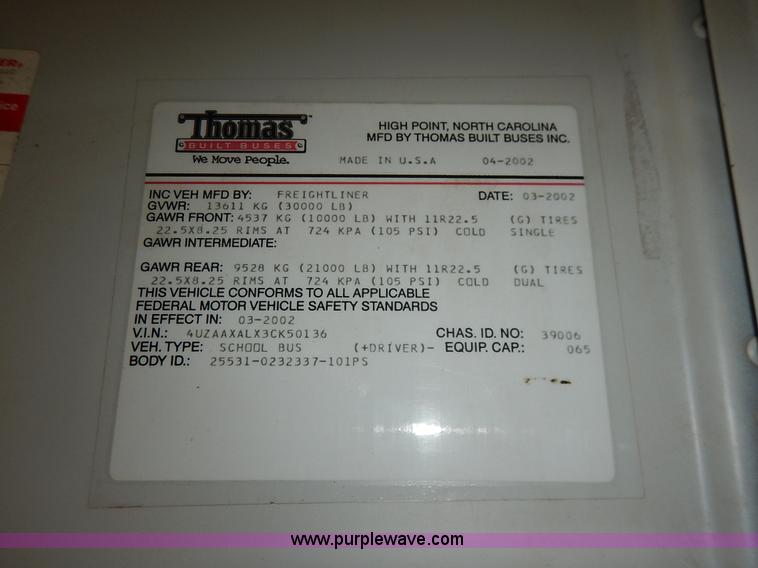 ER+
ice
Thomas™
BUILT BUSES
We Move People.
HIGH POINT, NORTH CAROLINA
MFD BY THOMAS BUILT BUSES INC.
MADE IN U.S.A 04-2002
INC VEH MFD BY: FREIGHTLINER DATE: 03-2002
GVWR: 13611 KG (30000 LB)
GAWR FRONT: 4537 KG (10000 LB) WITH 11R22.5 (G) TIRES
22.5X8.25 RIMS AT 724 KPA (105 PSI) COLD SINGLE
GAWR INTERMEDIATE:
GAWR REAR: 9528 KG (21000 LB) WITH 11R22.5 (G) TIRES
22.5X8.25 RIMS AT 724 KPA (105 PSI) COLD DUAL
THIS VEHICLE CONFORMS TO ALL APPLICABLE
FEDERAL MOTOR VEHICLE SAFETY STANDARDS
IN EFFECT IN: 03-2002
V.I.N.: 4UZAAXALX3CK50136 CHAS. ID. NO: 39006
VEH. TYPE: SCHOOL BUS (+DRIVER)- EQUIP. CAP.: 065
BODY ID.: 25531-0232337-101PS
www.purplewave.com